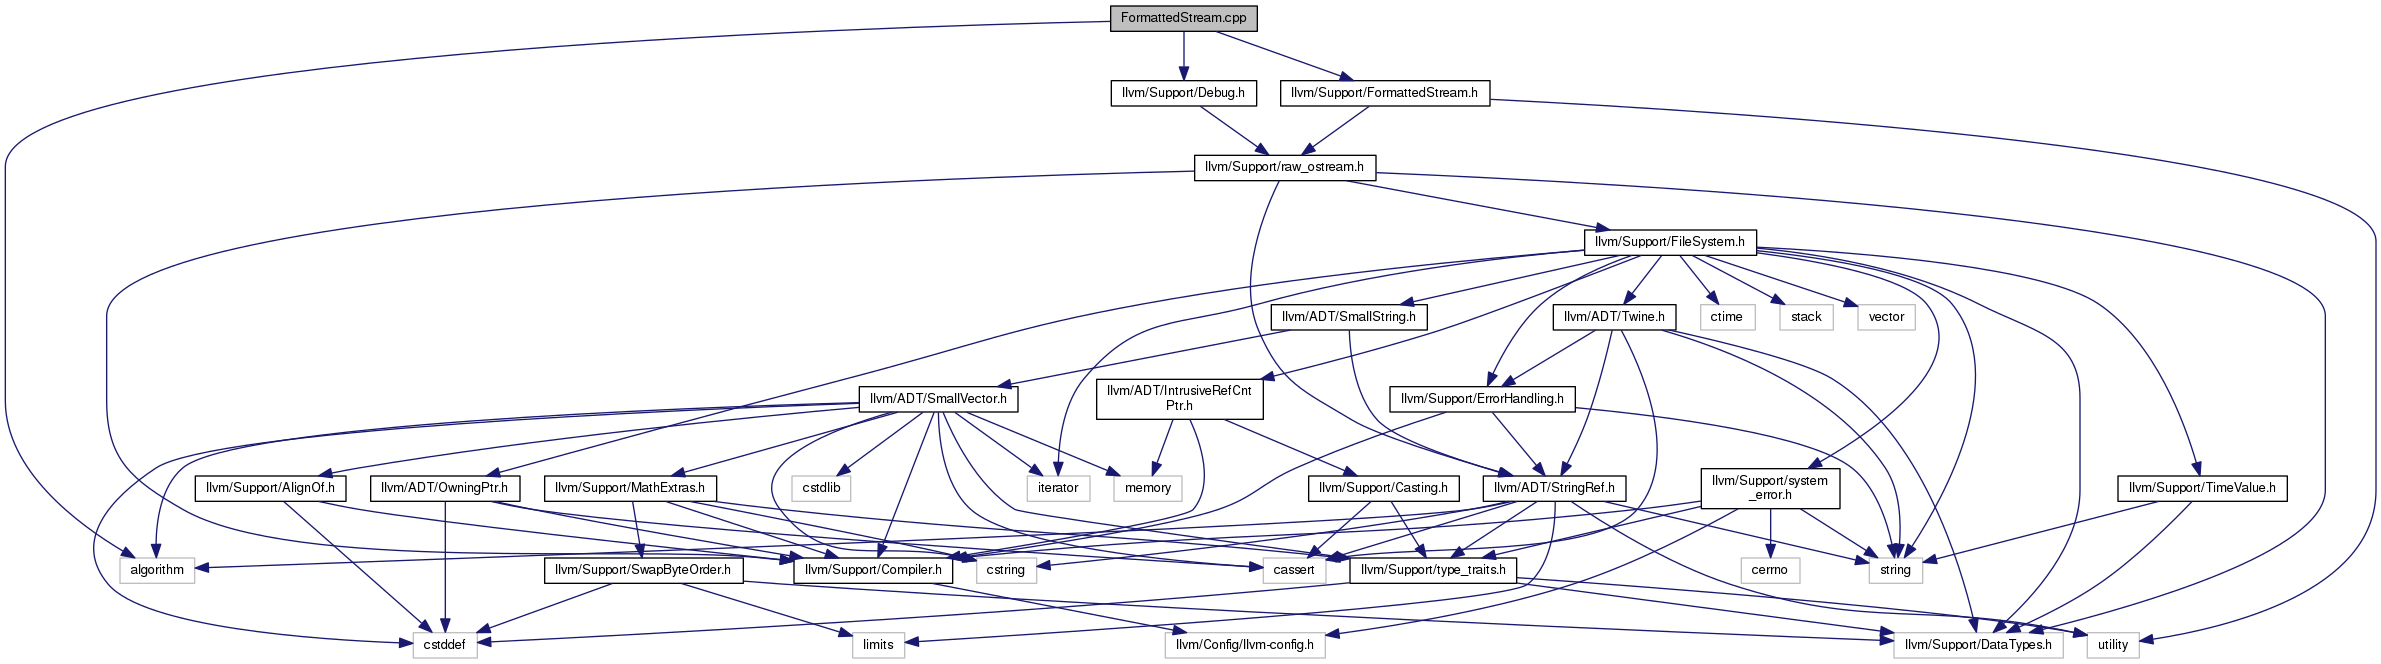 FormattedStream.cpp
llvm/Support/Debug.h
llvm/Support/FormattedStream.h
llvm/Support/raw_ostream.h
llvm/Support/FileSystem.h
llvm/ADT/SmallString.h
llvm/ADT/Twine.h
ctime
stack
vector
llvm/ADT/SmallVector.h
llvm/ADT/IntrusiveRefCnt
Ptr.h
llvm/Support/ErrorHandling.h
llvm/Support/AlignOf.h
llvm/ADT/OwningPtr.h
llvm/Support/MathExtras.h
cstdlib
iterator
memory
llvm/Support/Casting.h
llvm/ADT/StringRef.h
llvm/Support/system
_error.h
llvm/Support/TimeValue.h
algorithm
llvm/Support/SwapByteOrder.h
llvm/Support/Compiler.h
cstring
cassert
llvm/Support/type_traits.h
cerrno
string
cstddef
limits
llvm/Config/llvm-config.h
llvm/Support/DataTypes.h
utility